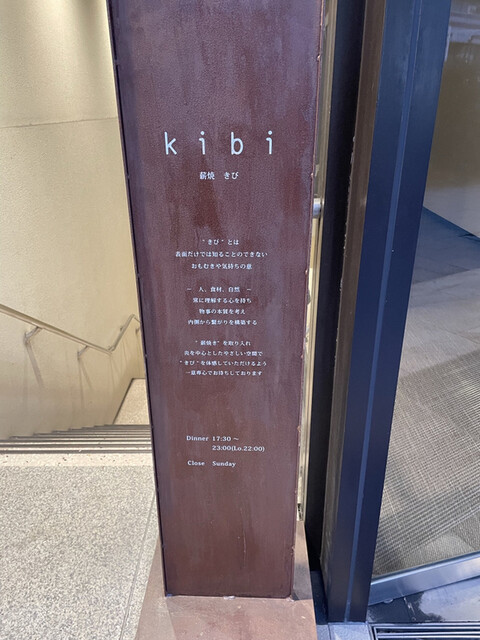 kibi
薪焼 きび
"きび"とは
表面だけでは知ることのできない
おもむきや気持ちの意
― 人、食材、自然 ―
常に理解する心を持ち
物事の本質を考え
内側から繋がりを構築する
"薪焼き"を取り入れ
炎を中心としたやさしい空間で
"きび"を体感していただけるよう
一意専心でお持ちしております
Dinner 17:30～
23:00(Lo.22:00)
Close Sunday